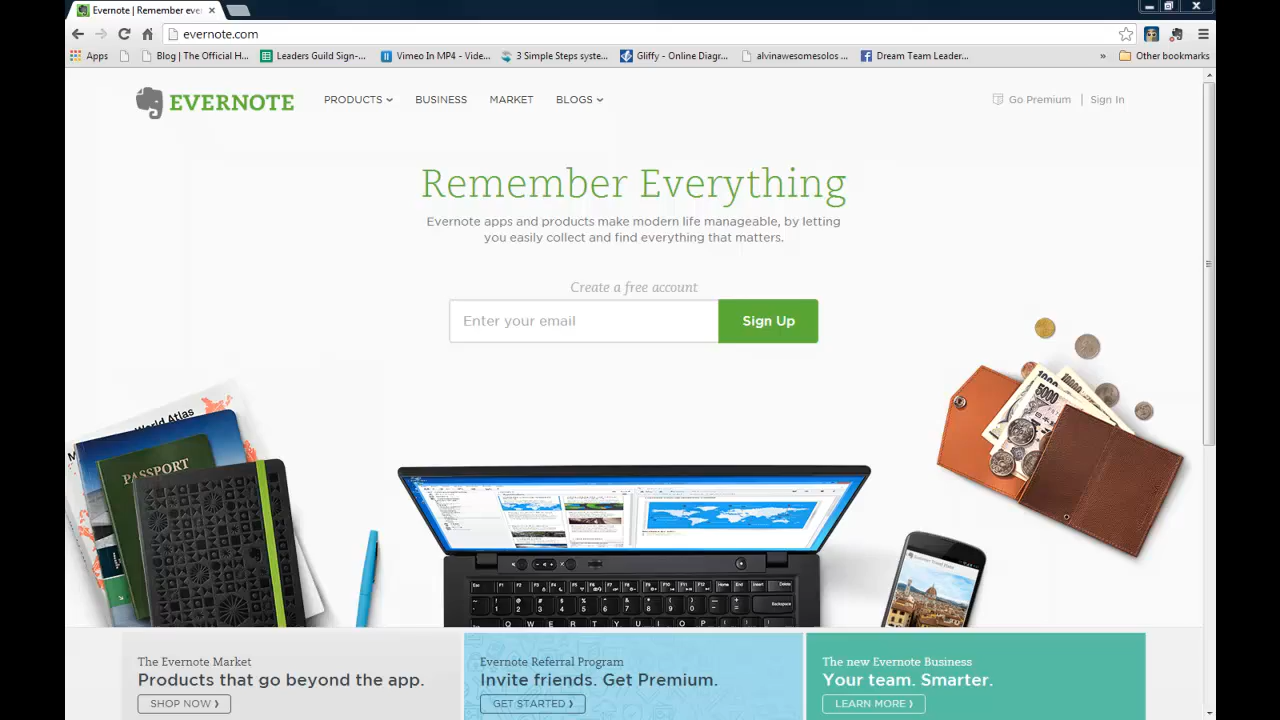 Evernote | Remember eve
evernote.com
Apps
Blog | The Official H...
Leaders Guild Sign-...
Vimeo In MP4 - Vide...
3 Simple Steps syste...
Gliffy - Online Diagr...
alvinawesomesolos ...
Dream Team Leader...
»
Other bookmarks
EVERNOTE
PRODUCTS
BUSINESS
MARKET
BLOGS
Go Premium | Sign In
Remember Everything
Evernote apps and products make modern life manageable, by letting
you easily collect and find everything that matters.
Create a free account
Enter your email
Sign Up
World Atlas
PASSPORT
1000
10000
5000
Backspace
Q W E R T Y U I O P
The Evernote Market
Products that go beyond the app.
SHOP NOW ❯
Evernote Referral Program
Invite friends. Get Premium.
GET STARTED ❯
The new Evernote Business
Your team. Smarter.
LEARN MORE ❯